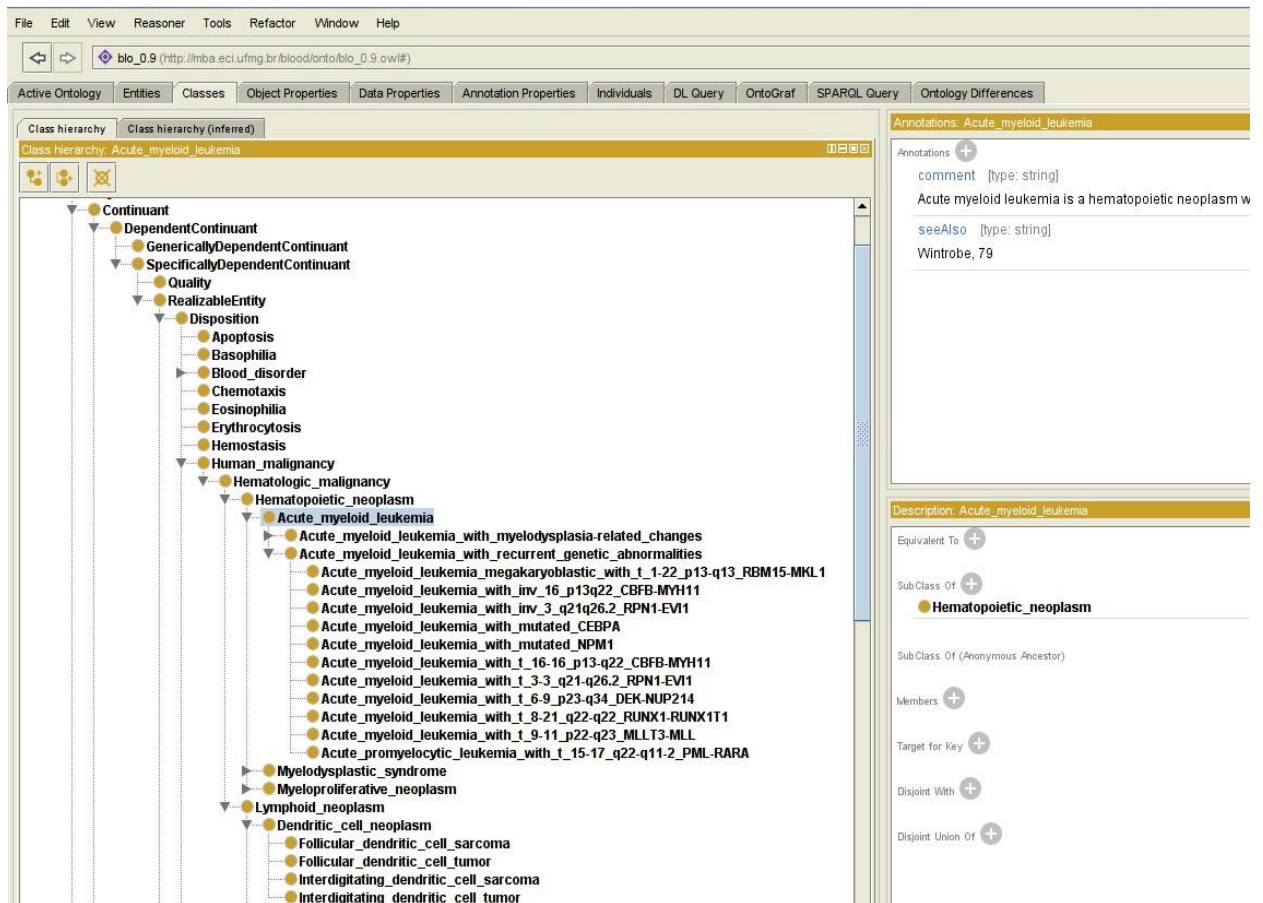 File Edit View Reasoner Tools Refactor Window Help
blo_0.9 (http://mba.eci.ufmg.br/blood/onto/blo_0.9.owl#)
Active Ontology Entities Classes Object Properties Data Properties Annotation Properties Individuals DL Query OntoGraf SPARQL Query Ontology Differences
Class hierarchy Class hierarchy (inferred)
Class hierarchy: Acute_myeloid_leukemia
Continuant
DependentContinuant
GenericallyDependentContinuant
SpecificallyDependentContinuant
Quality
RealizableEntity
Disposition
Apoptosis
Basophilia
Blood_disorder
Chemotaxis
Eosinophilia
Erythrocytosis
Hemostasis
Human_malignancy
Hematologic_malignancy
Hematopoietic_neoplasm
Acute_myeloid_leukemia
Acute_myeloid_leukemia_with_myelodysplasia-related_changes
Acute_myeloid_leukemia_with_recurrent_genetic_abnormalities
Acute_myeloid_leukemia_megakaryoblastic_with_t_1-22_p13-q13_RBM15-MKL1
Acute_myeloid_leukemia_with_inv_16_p13q22_CBFB-MYH11
Acute_myeloid_leukemia_with_inv_3_q21q26.2_RPN1-EVI1
Acute_myeloid_leukemia_with_mutated_CEBPA
Acute_myeloid_leukemia_with_mutated_NPM1
Acute_myeloid_leukemia_with_t_16-16_p13-q22_CBFB-MYH11
Acute_myeloid_leukemia_with_t_3-3_q21-q26.2_RPN1-EVI1
Acute_myeloid_leukemia_with_t_6-9_p23-q34_DEK-NUP214
Acute_myeloid_leukemia_with_t_8-21_q22-q22_RUNX1-RUNX1T1
Acute_myeloid_leukemia_with_t_9-11_p22-q23_MLLT3-MLL
Acute_promyelocytic_leukemia_with_t_15-17_q22-q11-2_PML-RARA
Myelodysplastic_syndrome
Myeloproliferative_neoplasm
Lymphoid_neoplasm
Dendritic_cell_neoplasm
Follicular_dendritic_cell_sarcoma
Follicular_dendritic_cell_tumor
Interdigitating_dendritic_cell_sarcoma
Interdigitating_dendritic_cell_tumor
Annotations: Acute_myeloid_leukemia
Annotations
comment [type: string]
Acute myeloid leukemia is a hematopoietic neoplasm w
seeAlso [type: string]
Wintrobe, 79
Description: Acute_myeloid_leukemia
Equivalent To
SubClass Of
Hematopoietic_neoplasm
SubClass Of (Anonymous Ancestor)
Members
Target for Key
Disjoint With
Disjoint Union Of